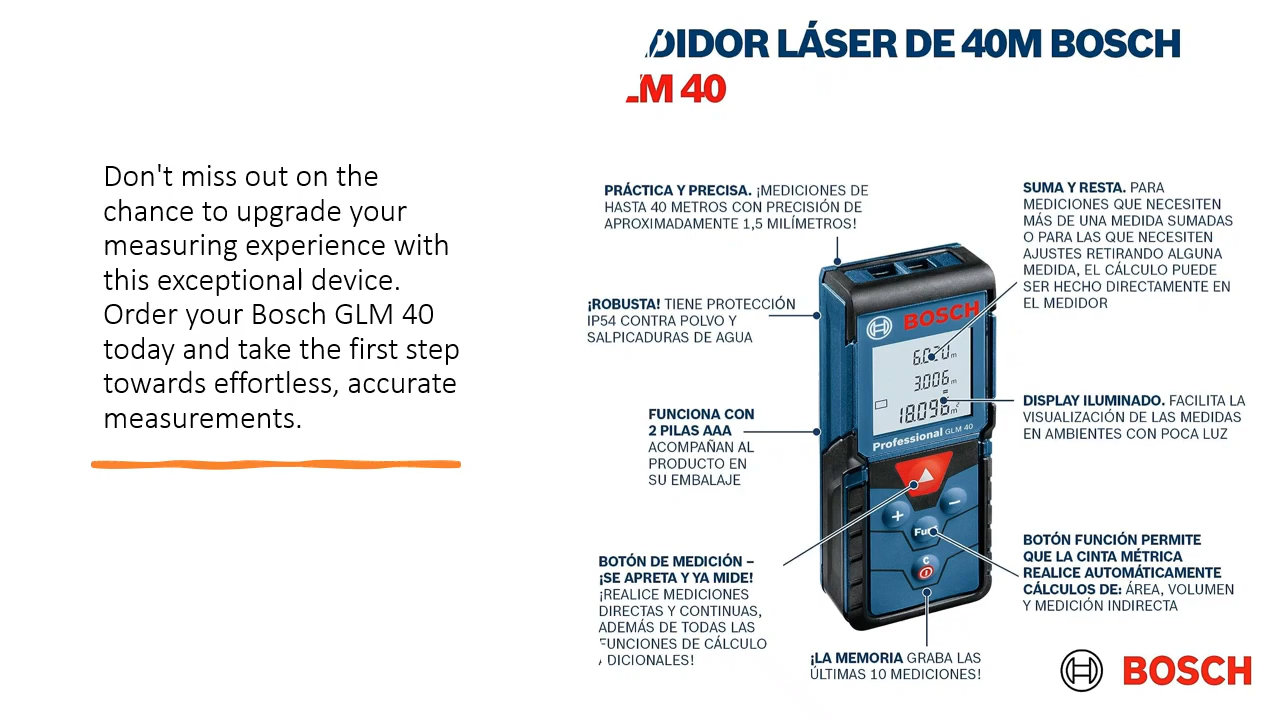 DIDOR LÁSER DE 40M BOSCH
LM 40
Don't miss out on the
chance to upgrade your
measuring experience with
this exceptional device.
Order your Bosch GLM 40
today and take the first step
towards effortless, accurate
measurements.
PRÁCTICA Y PRECISA. ¡MEDICIONES DE
HASTA 40 METROS CON PRECISIÓN DE
APROXIMADAMENTE 1,5 MILÍMETROS!
¡ROBUSTA! TIENE PROTECCIÓN
IP54 CONTRA POLVO Y
SALPICADURAS DE AGUA
FUNCIONA CON
2 PILAS AAA
ACOMPAÑAN AL
PRODUCTO EN
SU EMBALAJE
BOTÓN DE MEDICIÓN –
¡SE APRETA Y YA MIDE!
¡REALICE MEDICIONES
DIRECTAS Y CONTINUAS,
ADEMÁS DE TODAS LAS
FUNCIONES DE CÁLCULO
ADICIONALES!
SUMA Y RESTA. PARA
MEDICIONES QUE NECESITEN
MÁS DE UNA MEDIDA SUMADAS
O PARA LAS QUE NECESITEN
AJUSTES RETIRANDO ALGUNA
MEDIDA, EL CÁLCULO PUEDE
SER HECHO DIRECTAMENTE EN
EL MEDIDOR
DISPLAY ILUMINADO. FACILITA LA
VISUALIZACIÓN DE LAS MEDIDAS
EN AMBIENTES CON POCA LUZ
BOTÓN FUNCIÓN PERMITE
QUE LA CINTA MÉTRICA
REALICE AUTOMÁTICAMENTE
CÁLCULOS DE: ÁREA, VOLUMEN
Y MEDICIÓN INDIRECTA
¡LA MEMORIA GRABA LAS
ÚLTIMAS 10 MEDICIONES!
BOSCH
6.020 m
3.006 m
=
18.096 m²
Professional GLM 40
+
−
Func
C
BOSCH